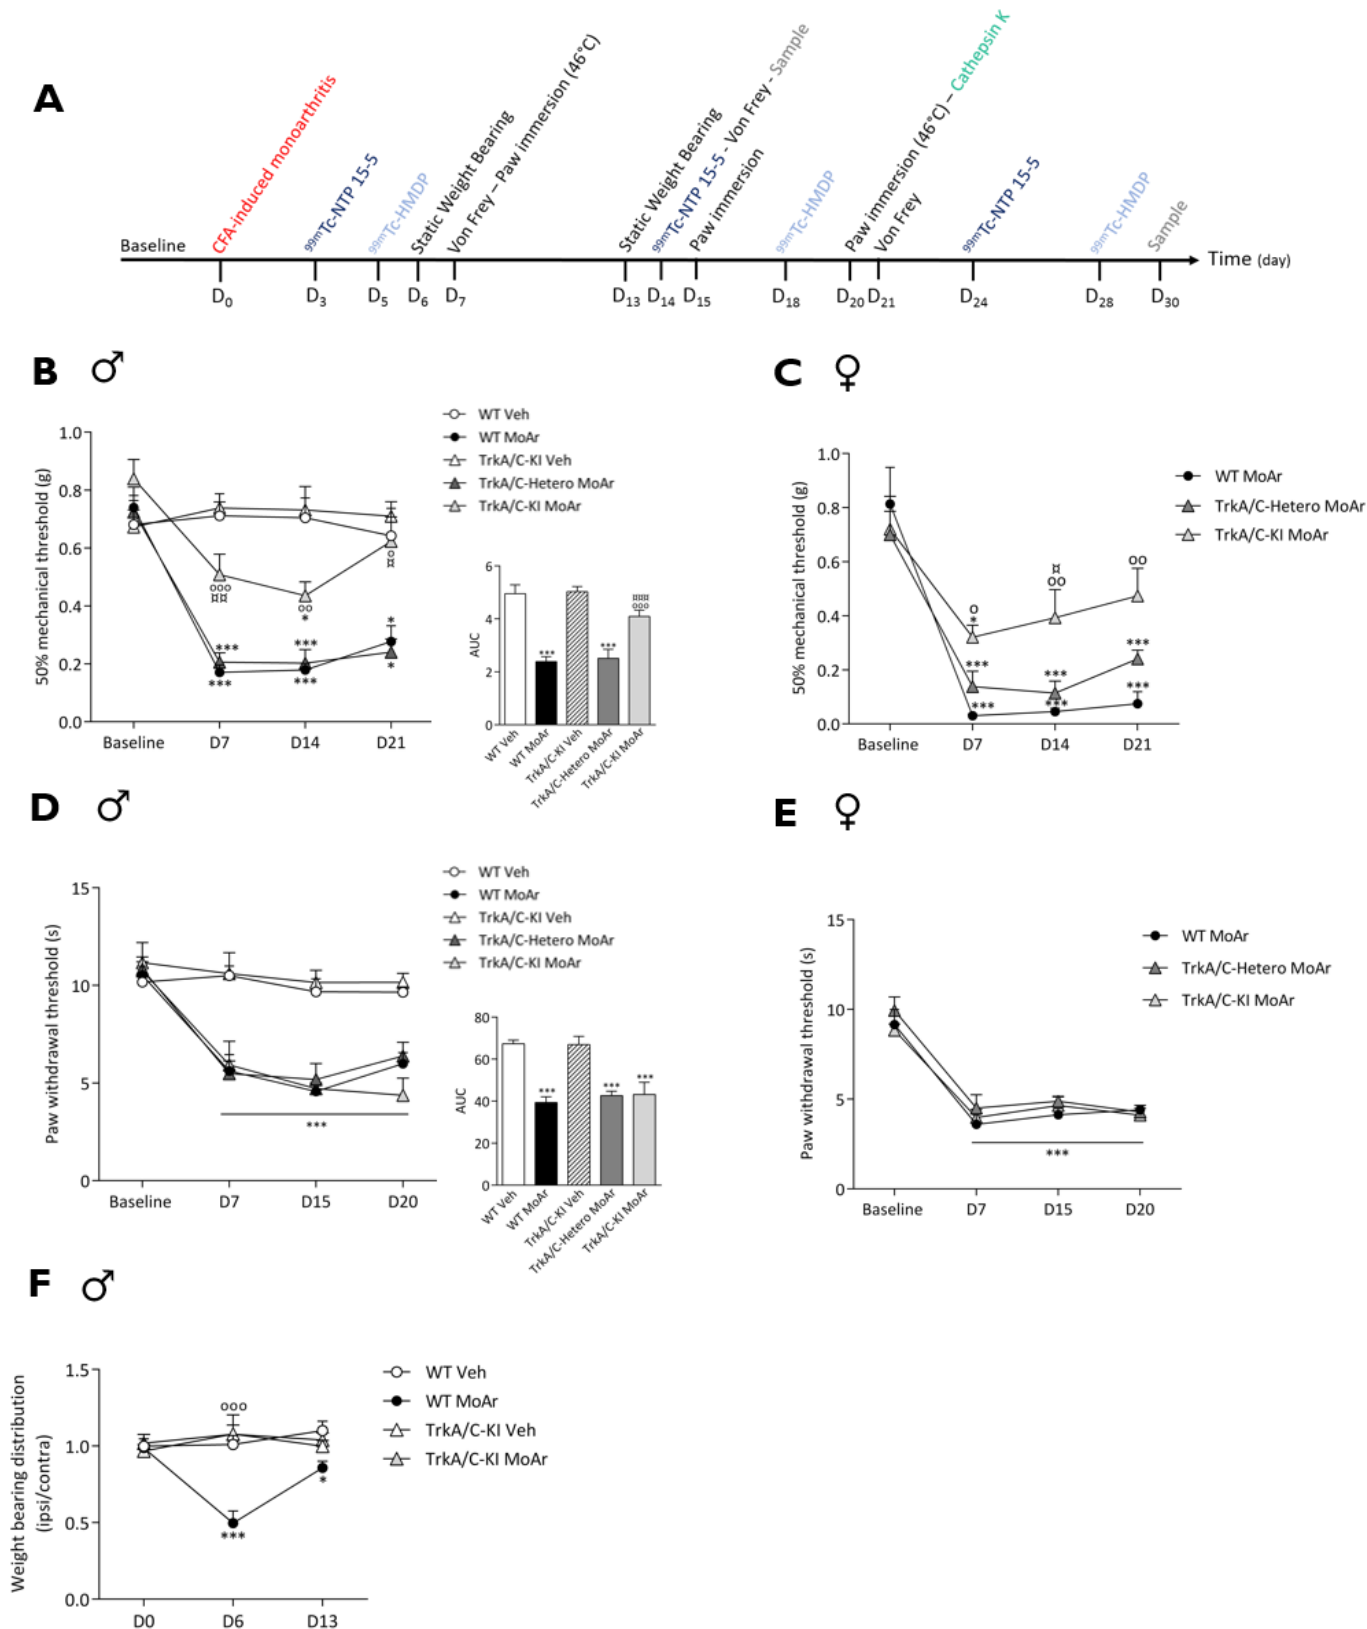 A
CFA-induced monoarthritis
99mTc-NTP 15-5
99mTc-HMDP
Static Weight Bearing
Von Frey – Paw immersion (46°C)
Static Weight Bearing
99mTc-NTP 15-5 - Von Frey - Sample
Paw immersion
99mTc-HMDP
Paw immersion (46°C) – Cathepsin K
Von Frey
99mTc-NTP 15-5
99mTc-HMDP
Sample
Baseline
Time (day)
D0 D3 D5 D6 D7 D13 D14 D15 D18 D20 D21 D24 D28 D30
B ♂
50% mechanical threshold (g)
1.0
0.8
0.6
0.4
0.2
0.0
Baseline D7 D14 D21
ooo
¤¤
oo
*
o
¤
***
***
***
***
*
*
WT Veh
WT MoAr
TrkA/C-KI Veh
TrkA/C-Hetero MoAr
TrkA/C-KI MoAr
AUC
6
4
2
0
***
***
¤¤¤
ooo
WT Veh
WT MoAr
TrkA/C-KI Veh
TrkA/C-Hetero MoAr
TrkA/C-KI MoAr
C ♀
50% mechanical threshold (g)
1.0
0.8
0.6
0.4
0.2
0.0
Baseline D7 D14 D21
o
*
¤
oo
oo
***
***
***
***
***
***
WT MoAr
TrkA/C-Hetero MoAr
TrkA/C-KI MoAr
D ♂
Paw withdrawal threshold (s)
15
10
5
0
Baseline D7 D15 D20
***
WT Veh
WT MoAr
TrkA/C-KI Veh
TrkA/C-Hetero MoAr
TrkA/C-KI MoAr
AUC
80
60
40
20
0
***
***
***
WT Veh
WT MoAr
TrkA/C-KI Veh
TrkA/C-Hetero MoAr
TrkA/C-KI MoAr
E ♀
Paw withdrawal threshold (s)
15
10
5
0
Baseline D7 D15 D20
***
WT MoAr
TrkA/C-Hetero MoAr
TrkA/C-KI MoAr
F ♂
Weight bearing distribution
(ipsi/contra)
1.5
1.0
0.5
0.0
D0 D6 D13
ooo
***
*
WT Veh
WT MoAr
TrkA/C-KI Veh
TrkA/C-KI MoAr